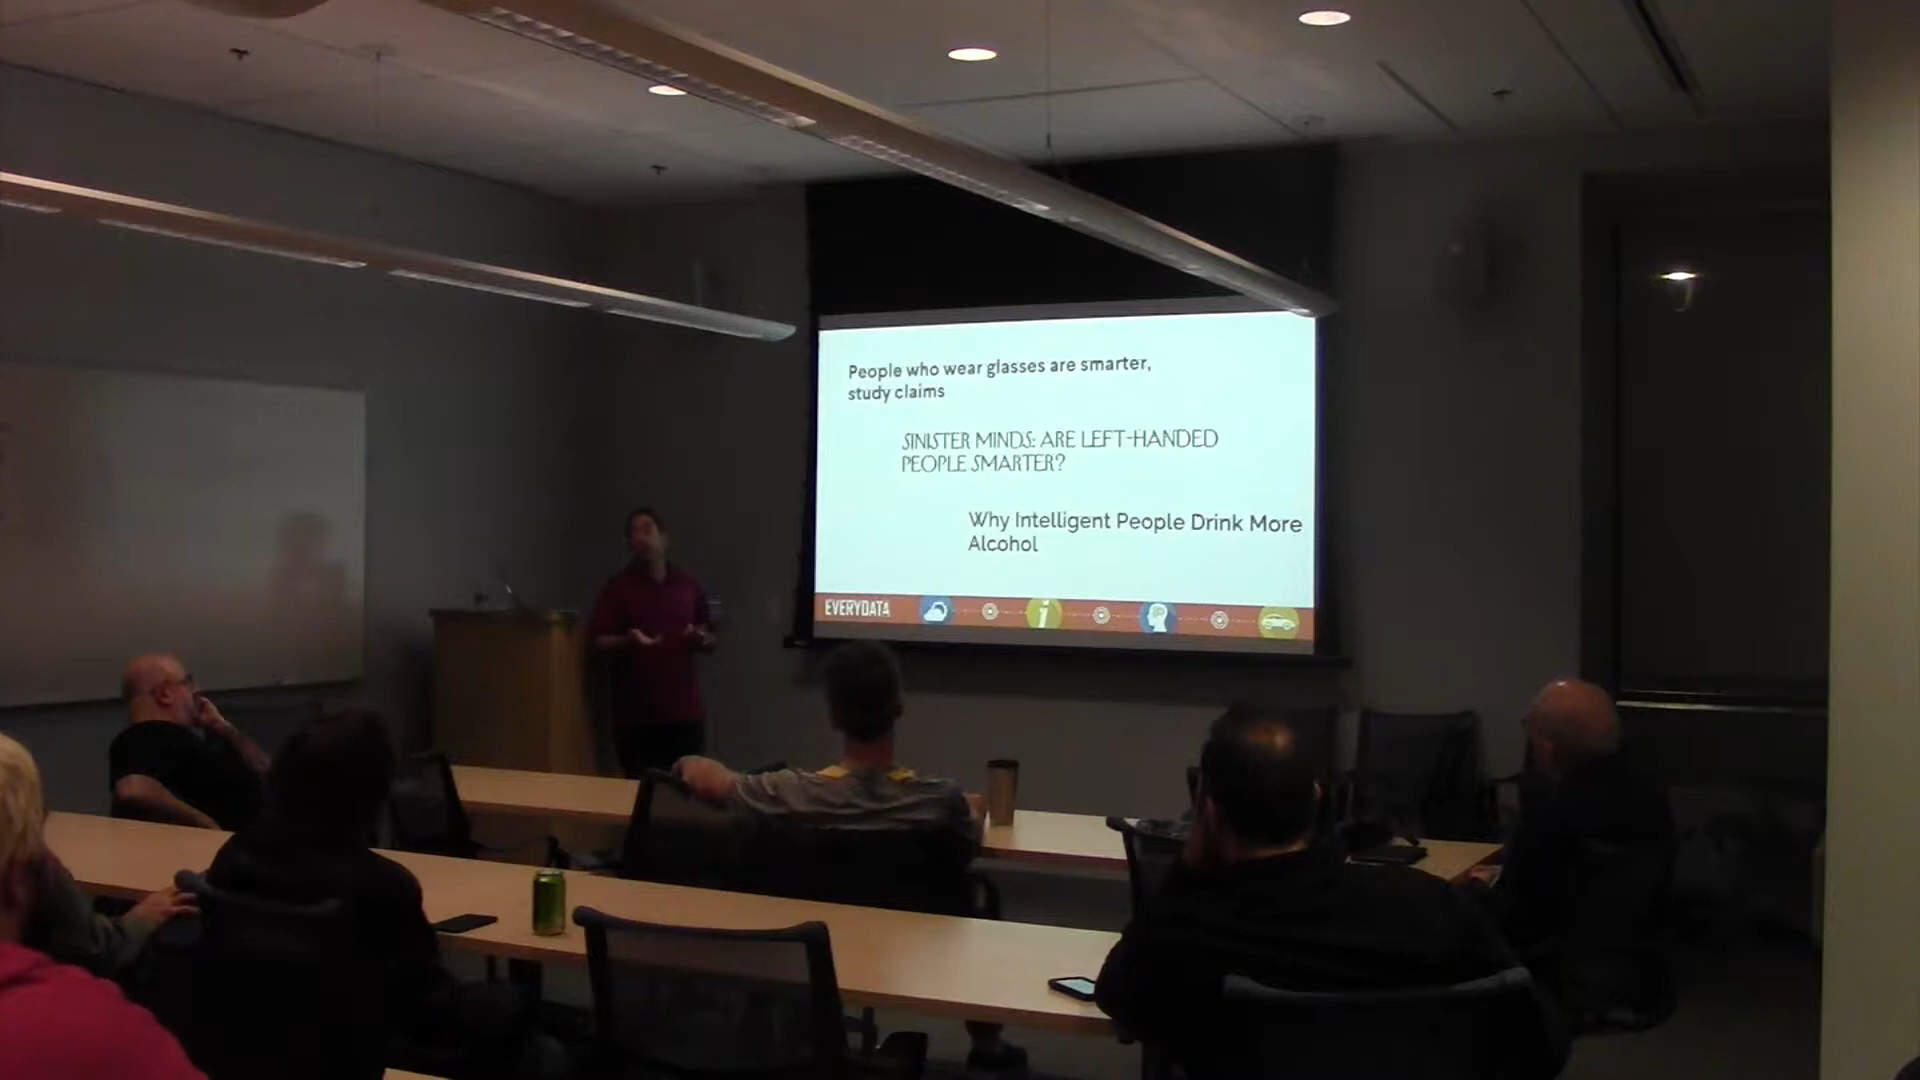 People who wear glasses are smarter,
study claims
SINISTER MINDS: ARE LEFT-HANDED
PEOPLE SMARTER?
Why Intelligent People Drink More
Alcohol
EVERYDATA